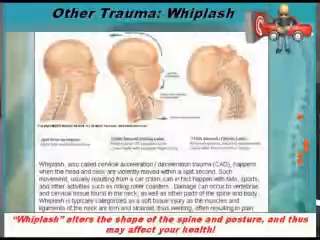 Other Trauma: Whiplash
Whiplash, also called cervical acceleration / deceleration trauma (CAD), happens
when the head and neck are violently moved within a split second. Such
movement, usually resulting from a car crash, can in fact happen with falls, sports,
and other activities such as riding roller coasters. Damage can occur to vertebrae
and cervical tissue found in the neck, as well as other parts of the spine and body.
Whiplash is typically categorized as a soft tissue injury as the muscles and
ligaments of the neck are torn and strained, thus swelling, often resulting in pain
"Whiplash" alters the shape of the spine and posture, and thus
may affect your health!